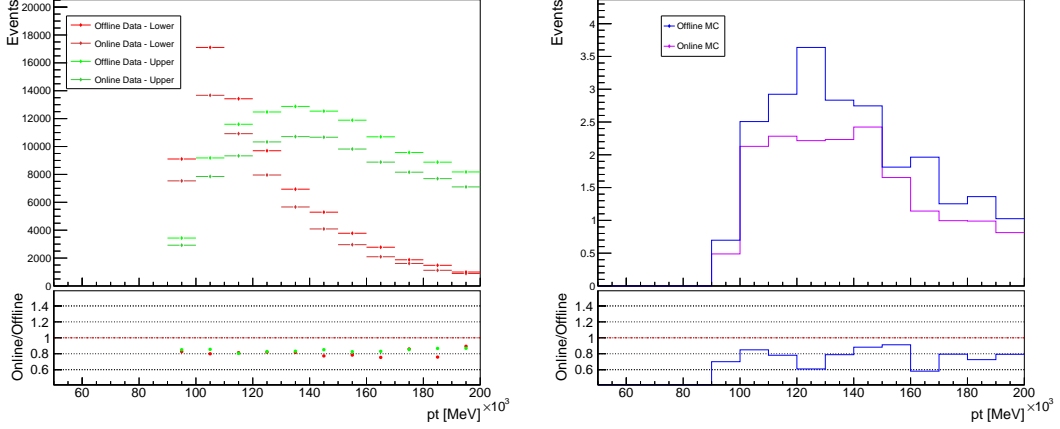 Events
20000
18000
16000
14000
12000
10000
8000
6000
4000
2000
0
Offline Data - Lower
Online Data - Lower
Offline Data - Upper
Online Data - Upper
Online/Offline
1.4
1.2
1
0.8
0.6
60 80 100 120 140 160 180 200
×10³
pt [MeV]
Events
4
3.5
3
2.5
2
1.5
1
0.5
0
Offline MC
Online MC
Online/Offline
1.4
1.2
1
0.8
0.6
60 80 100 120 140 160 180 200
×10³
pt [MeV]